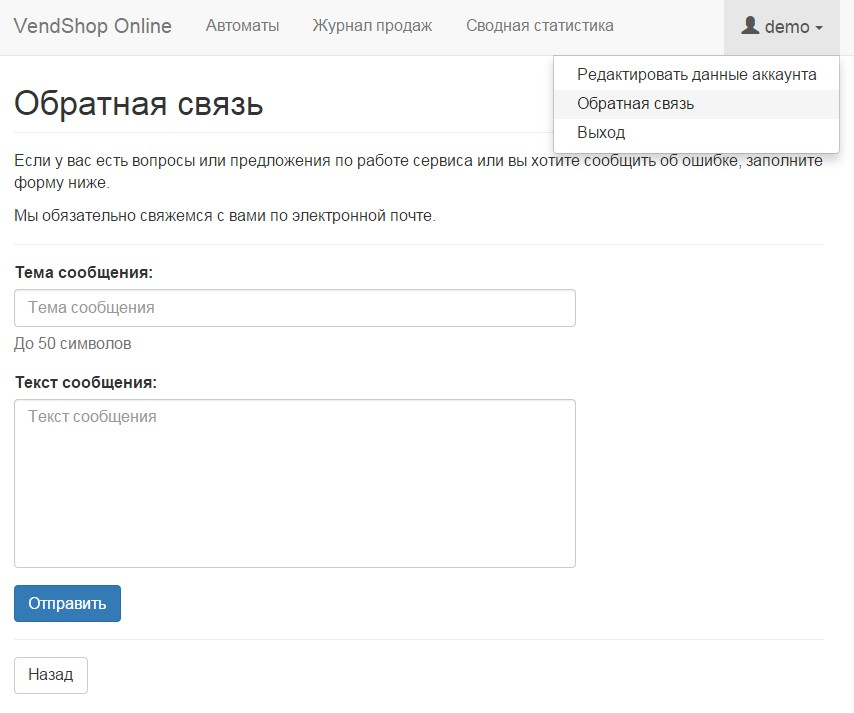 VendShop Online Автоматы Журнал продаж Сводная статистика demo
Редактировать данные аккаунта
Обратная связь
Выход
Обратная связь
Если у вас есть вопросы или предложения по работе сервиса или вы хотите сообщить об ошибке, заполните
форму ниже.
Мы обязательно свяжемся с вами по электронной почте.
Тема сообщения:
Тема сообщения
До 50 символов
Текст сообщения:
Текст сообщения
Отправить
Назад